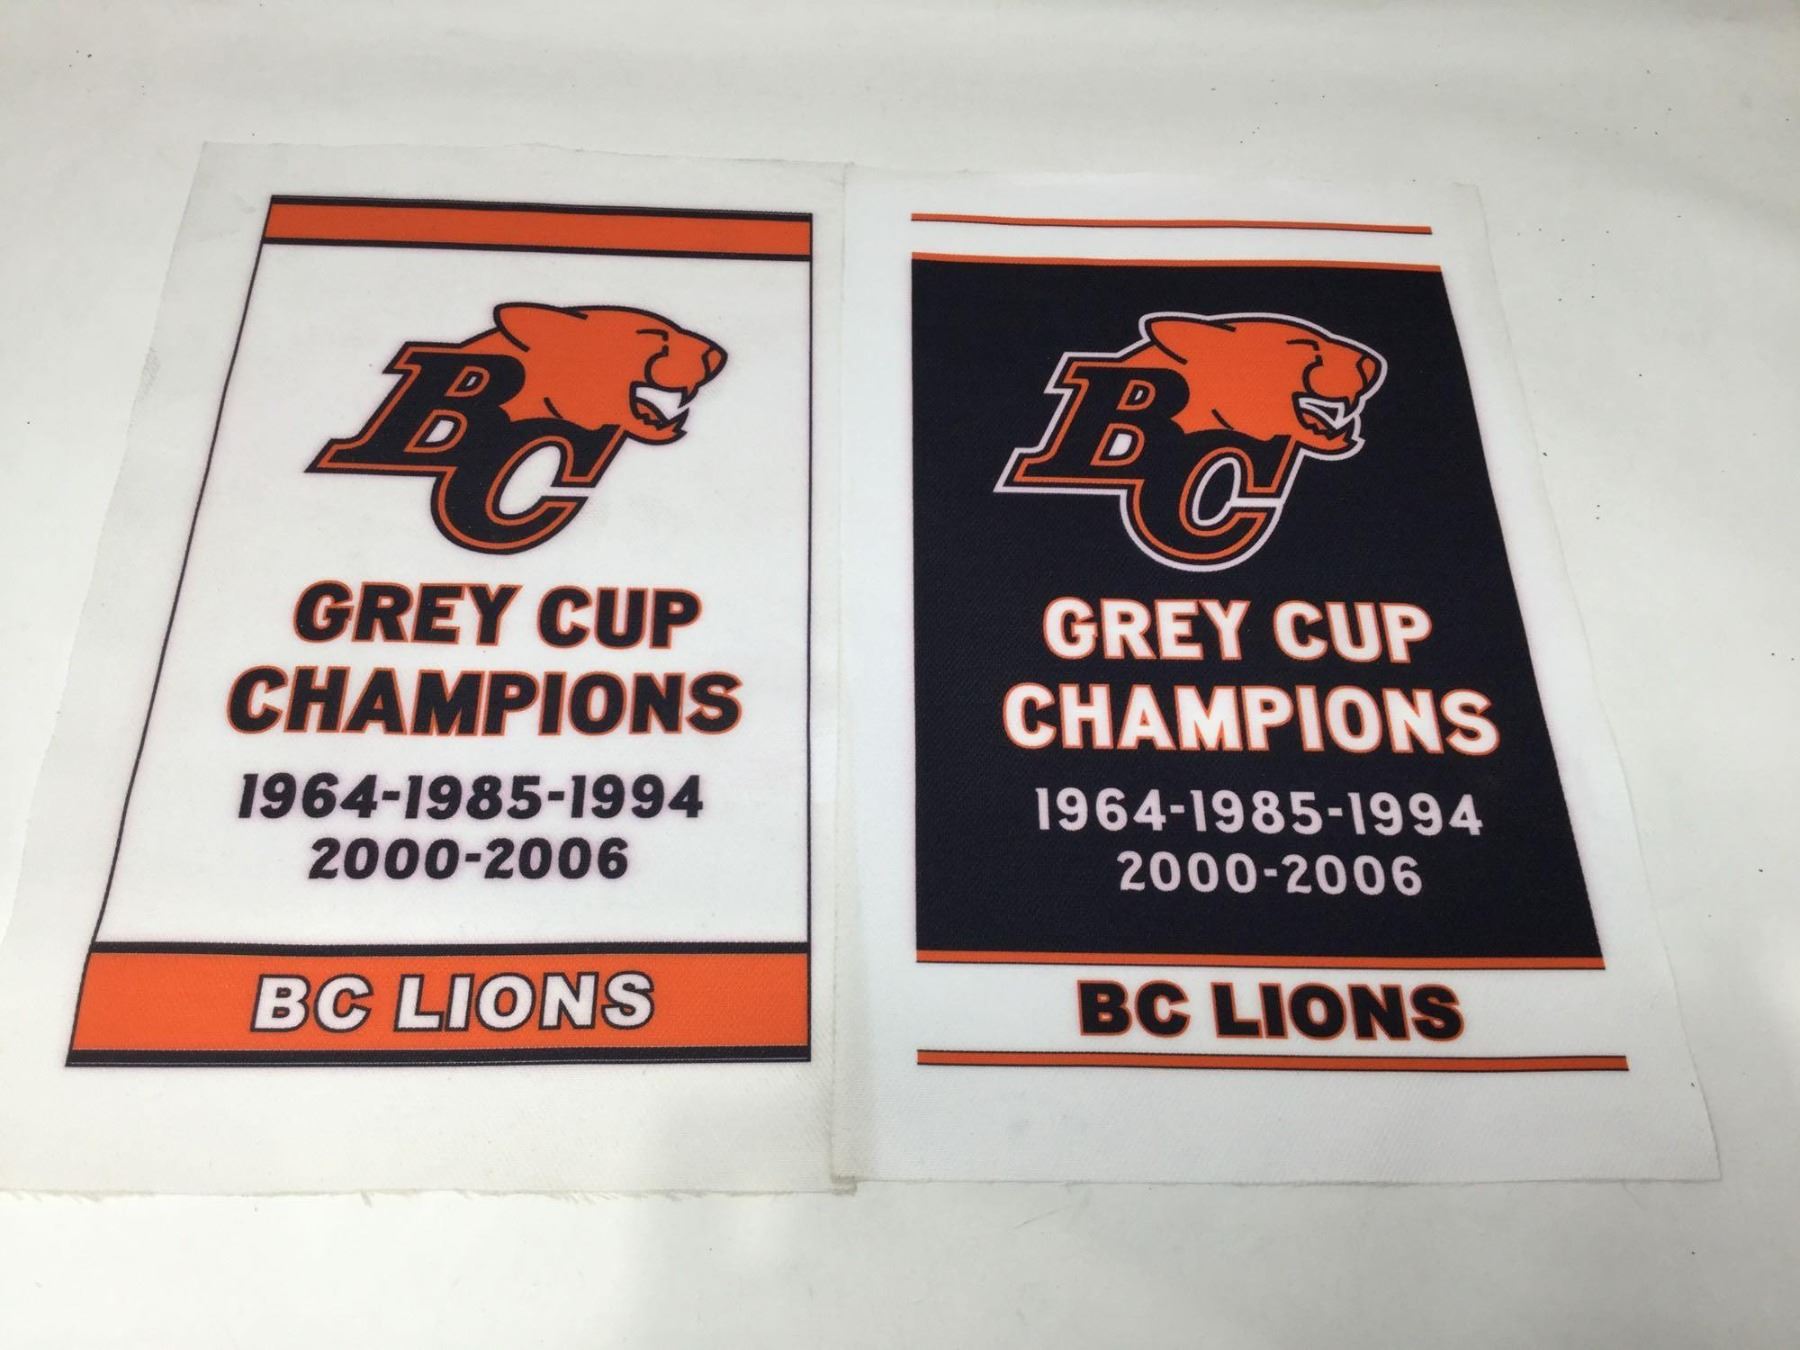 BC
GREY CUP
CHAMPIONS
1964-1985-1994
2000-2006
BC LIONS
BC
GREY CUP
CHAMPIONS
1964-1985-1994
2000-2006
BC LIONS